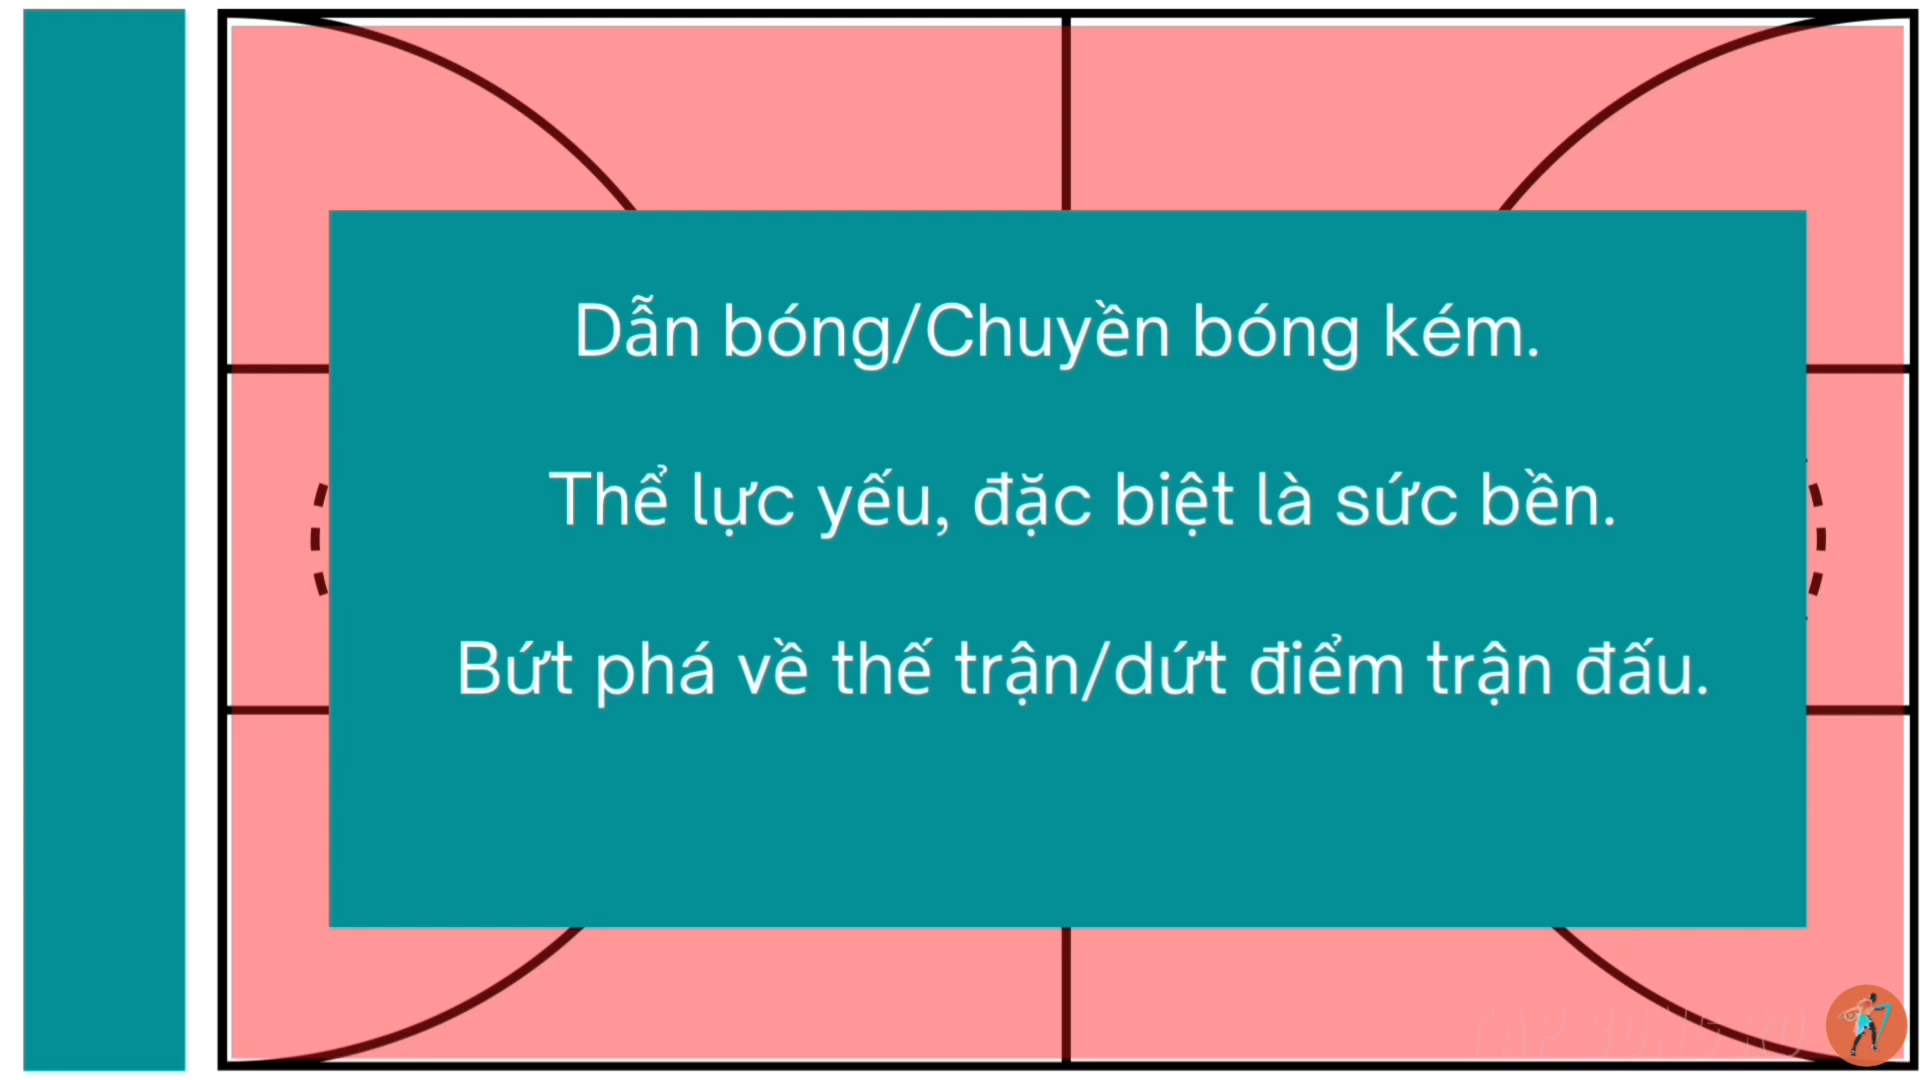 Dẫn bóng/Chuyền bóng kém.
Thể lực yếu, đặc biệt là sức bền.
Bứt phá về thế trận/dứt điểm trận đấu.